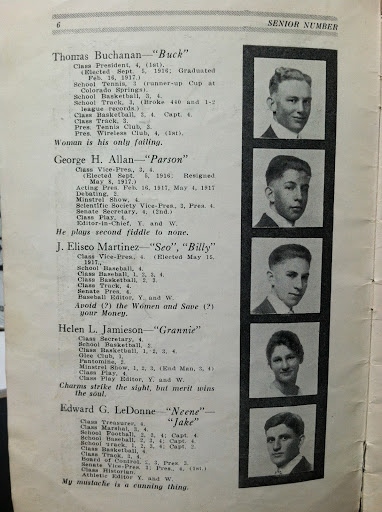 6
SENIOR NUMBER
Thomas Buchanan—"Buck"
Class President, 4, (1st).
(Elected Sept. 5, 1916; Graduated
Feb. 16, 1917.)
School Tennis, 3 (runner-up Cup at
Colorado Springs).
School Basketball, 3, 4.
School Track, 3, (Broke 440 and 1-2
league records.)
Class Basketball, 3, 4. Capt. 4.
Class Track, 3.
Pres. Tennis Club, 3.
Pres. Wireless Club, 4, (1st).
Woman is his only failing.
George H. Allan—"Parson"
Class Vice-Pres., 3, 4.
(Elected Sept. 5, 1916; Resigned
May 8, 1917.)
Acting Pres. Feb. 16, 1917, May 4, 1917
Debating, 2.
Minstrel Show, 4.
Scientific Society Vice-Pres., 3, Pres. 4.
Senate Secretary, 4, (2nd.)
Class Play, 4.
Editor-in-Chief, Y. and W.
He plays second fiddle to none.
J. Eliseo Martinez—"Seo", "Billy"
Class Vice-Pres., 4. (Elected May 15,
1917.,
School Baseball, 4.
Class Baseball, 1, 2, 3, 4.
Class Basketball, 2, 3.
Class Track, 4.
Senate Pres. 4.
Baseball Editor, Y. and W.
Avoid (?) the Women and Save (?)
your Money.
Helen L. Jamieson—"Grannie"
Class Secretary, 4.
School Basketball, 2.
Class Basketball, 1, 2, 3, 4.
Glee Club, 1.
Pantomime, 2.
Minstrel Show, 1, 2, 3, (End Man, 3, 4.)
Class Play, 4.
Class Play Editor, Y. and W.
Charms strike the sight, but merit wins
the soul.
Edward G. LeDonne—"Neene"—
"Jake"
Class Treasurer, 4.
Class Marshal, 3, 4.
School Football, 2, 3, 4; Capt. 4.
School Baseball, 2, 3, 4; Capt. 4.
School Track, 1, 2, 3, 4; Capt. 3.
Class Basketball, 4.
Class Track, 3, 4.
Board of Control, 2, 3, Pres. 3.
Senate Vice-Pres. 3; Pres., 4, (1st.)
Class Historian.
Athletic Editor Y. and W.
My mustache is a cunning thing.